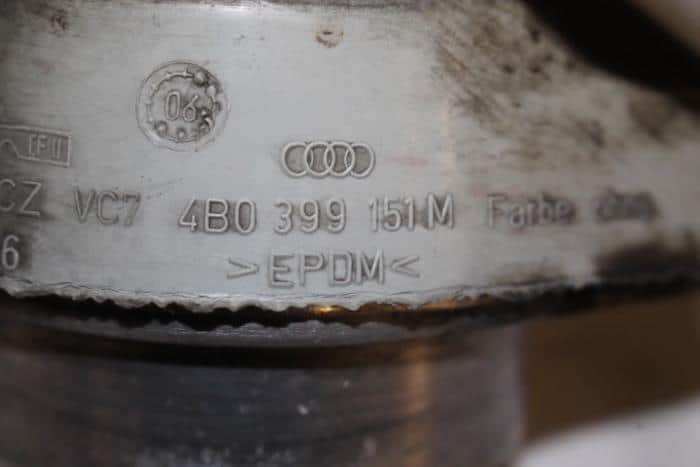 06
CZ VC7 4B0 399 151 M Farbe
6 >EPDM<